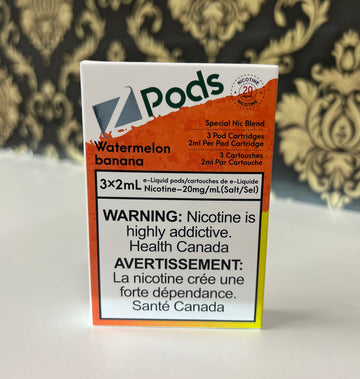 Z Pods
NICOTINE
20
mg/mL
NICOTINE
Special Nic Blend
3 Pod Cartridges
2ml Per Pod Cartridge
3 Cartouches
2ml Par Cartouche
Watermelon
banana
3×2mL
e-Liquid pods/cartouches de e-Liquide
Nicotine–20mg/mL(Salt/Sel)
WARNING: Nicotine is
highly addictive.
Health Canada
AVERTISSEMENT:
La nicotine crée une
forte dépendance.
Santé Canada